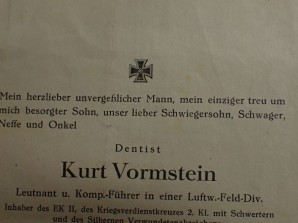 Mein herzlieber unvergeßlicher Mann, mein einziger treu um
mich besorgter Sohn, unser lieber Schwiegersohn, Schwager,
Neffe und Onkel
Dentist
Kurt Vormstein
Leutnant u. Komp.-Führer in einer Luftw.-Feld-Div.
Inhaber des EK II, des Kriegsverdienstkreuzes 2. Kl. mit Schwertern
und des Silbernen Verwundetenabzeichens